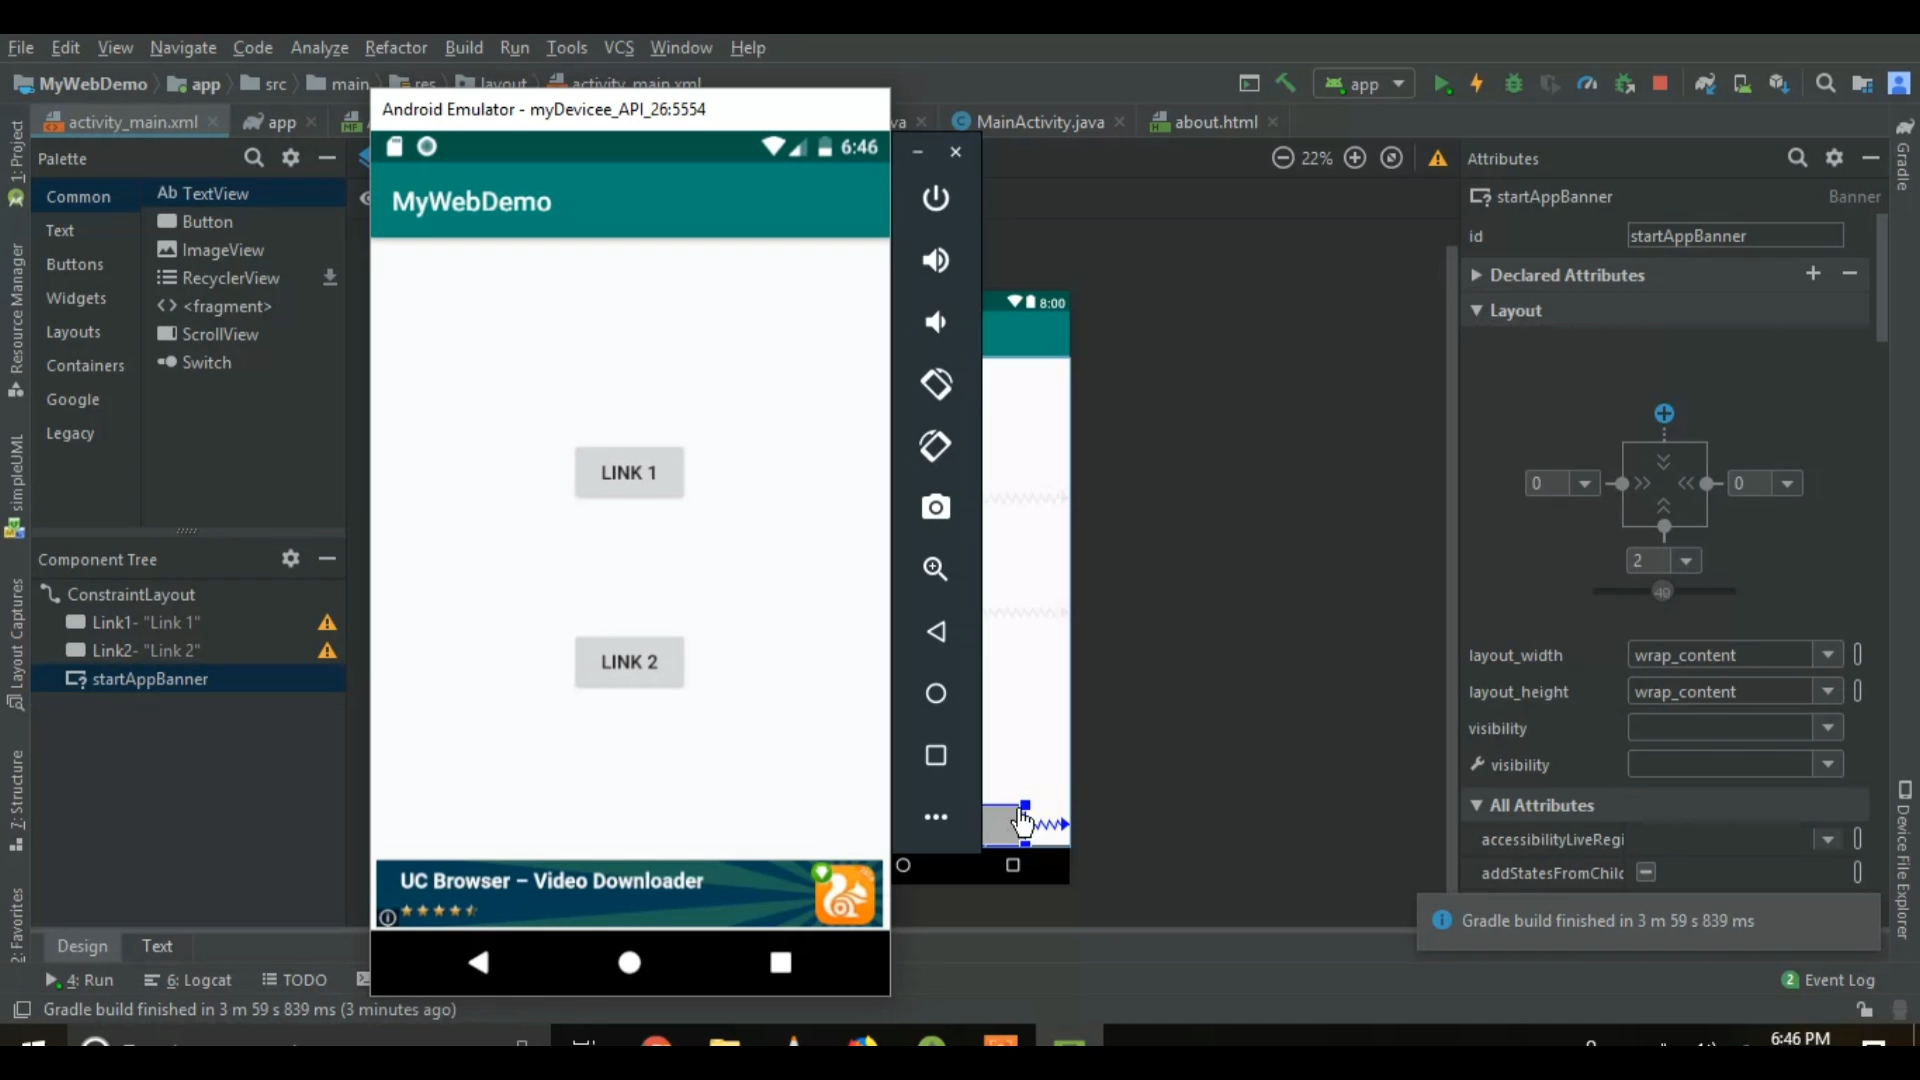 File Edit View Navigate Code Analyze Refactor Build Run Tools VCS Window Help
MyWebDemo app src main res layout activity_main.xml app
Android Emulator - myDevicee_API_26:5554
activity_main.xml app MainActivity.java about.html
Palette
22%
Attributes
6:46
MyWebDemo
Common
Text
Buttons
Widgets
Layouts
Containers
Google
Legacy
Ab TextView
Button
ImageView
RecyclerView
<fragment>
ScrollView
Switch
startAppBanner Banner
id startAppBanner
Declared Attributes
Layout
8:00
0 0
2
40
LINK 1
LINK 2
Component Tree
ConstraintLayout
Link1- "Link 1"
Link2- "Link 2"
startAppBanner
layout_width wrap_content
layout_height wrap_content
visibility
visibility
All Attributes
accessibilityLiveRegi
addStatesFromChilc
UC Browser – Video Downloader
Gradle build finished in 3 m 59 s 839 ms
Design Text
4: Run 6: Logcat TODO
2 Event Log
Gradle build finished in 3 m 59 s 839 ms (3 minutes ago)
6:46 PM
1: Project
Resource Manager
simpleUML
Layout Captures
7: Structure
2: Favorites
Gradle
Device File Explorer